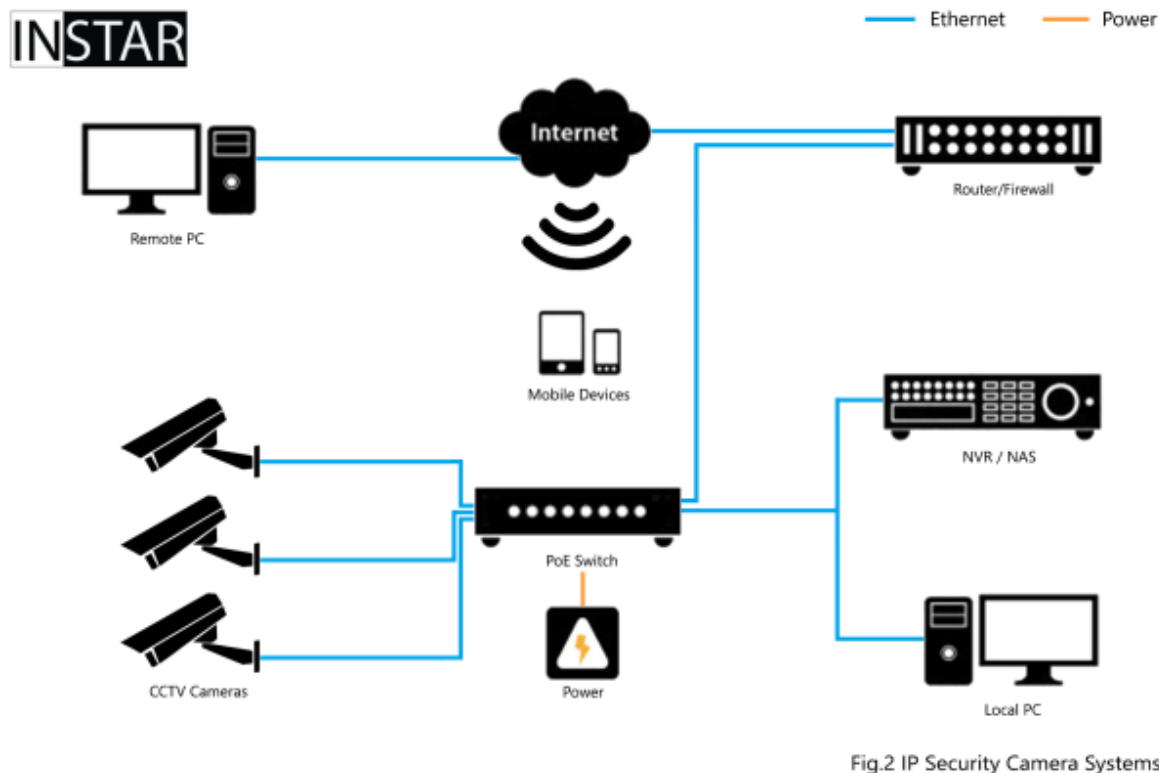 INSTAR
Ethernet
Power
Internet
Router/Firewall
Remote PC
Mobile Devices
NVR / NAS
PoE Switch
CCTV Cameras
Power
Local PC
Fig.2 IP Security Camera Systems